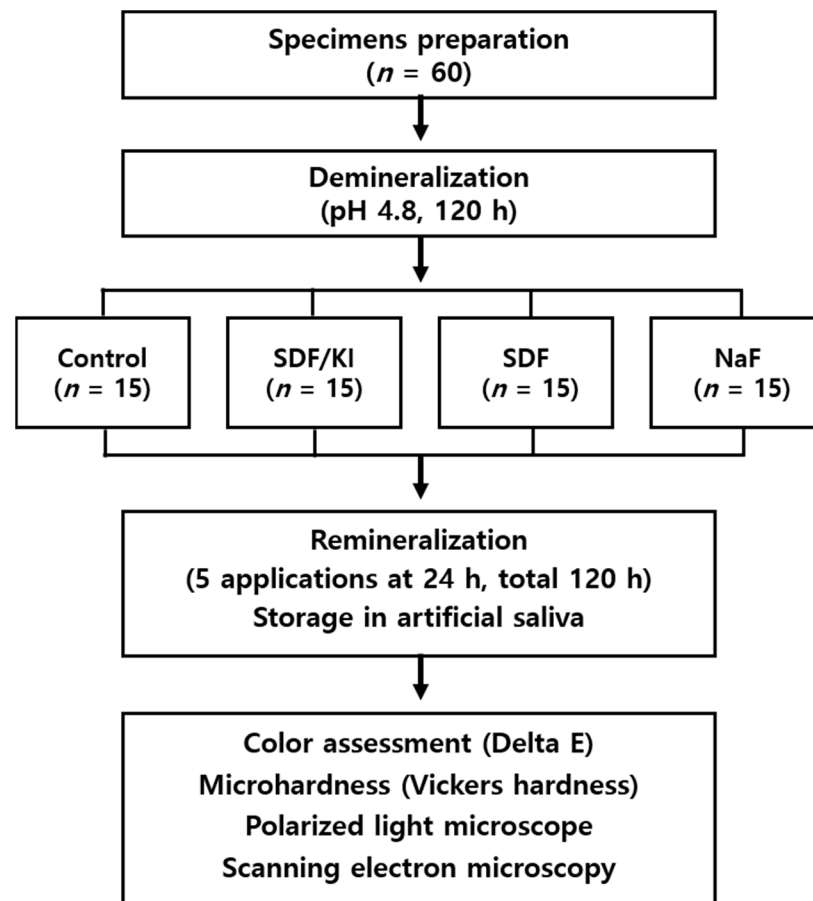 Specimens preparation
(n = 60)
Demineralization
(pH 4.8, 120 h)
Control
(n = 15)
SDF/KI
(n = 15)
SDF
(n = 15)
NaF
(n = 15)
Remineralization
(5 applications at 24 h, total 120 h)
Storage in artificial saliva
Color assessment (Delta E)
Microhardness (Vickers hardness)
Polarized light microscope
Scanning electron microscopy